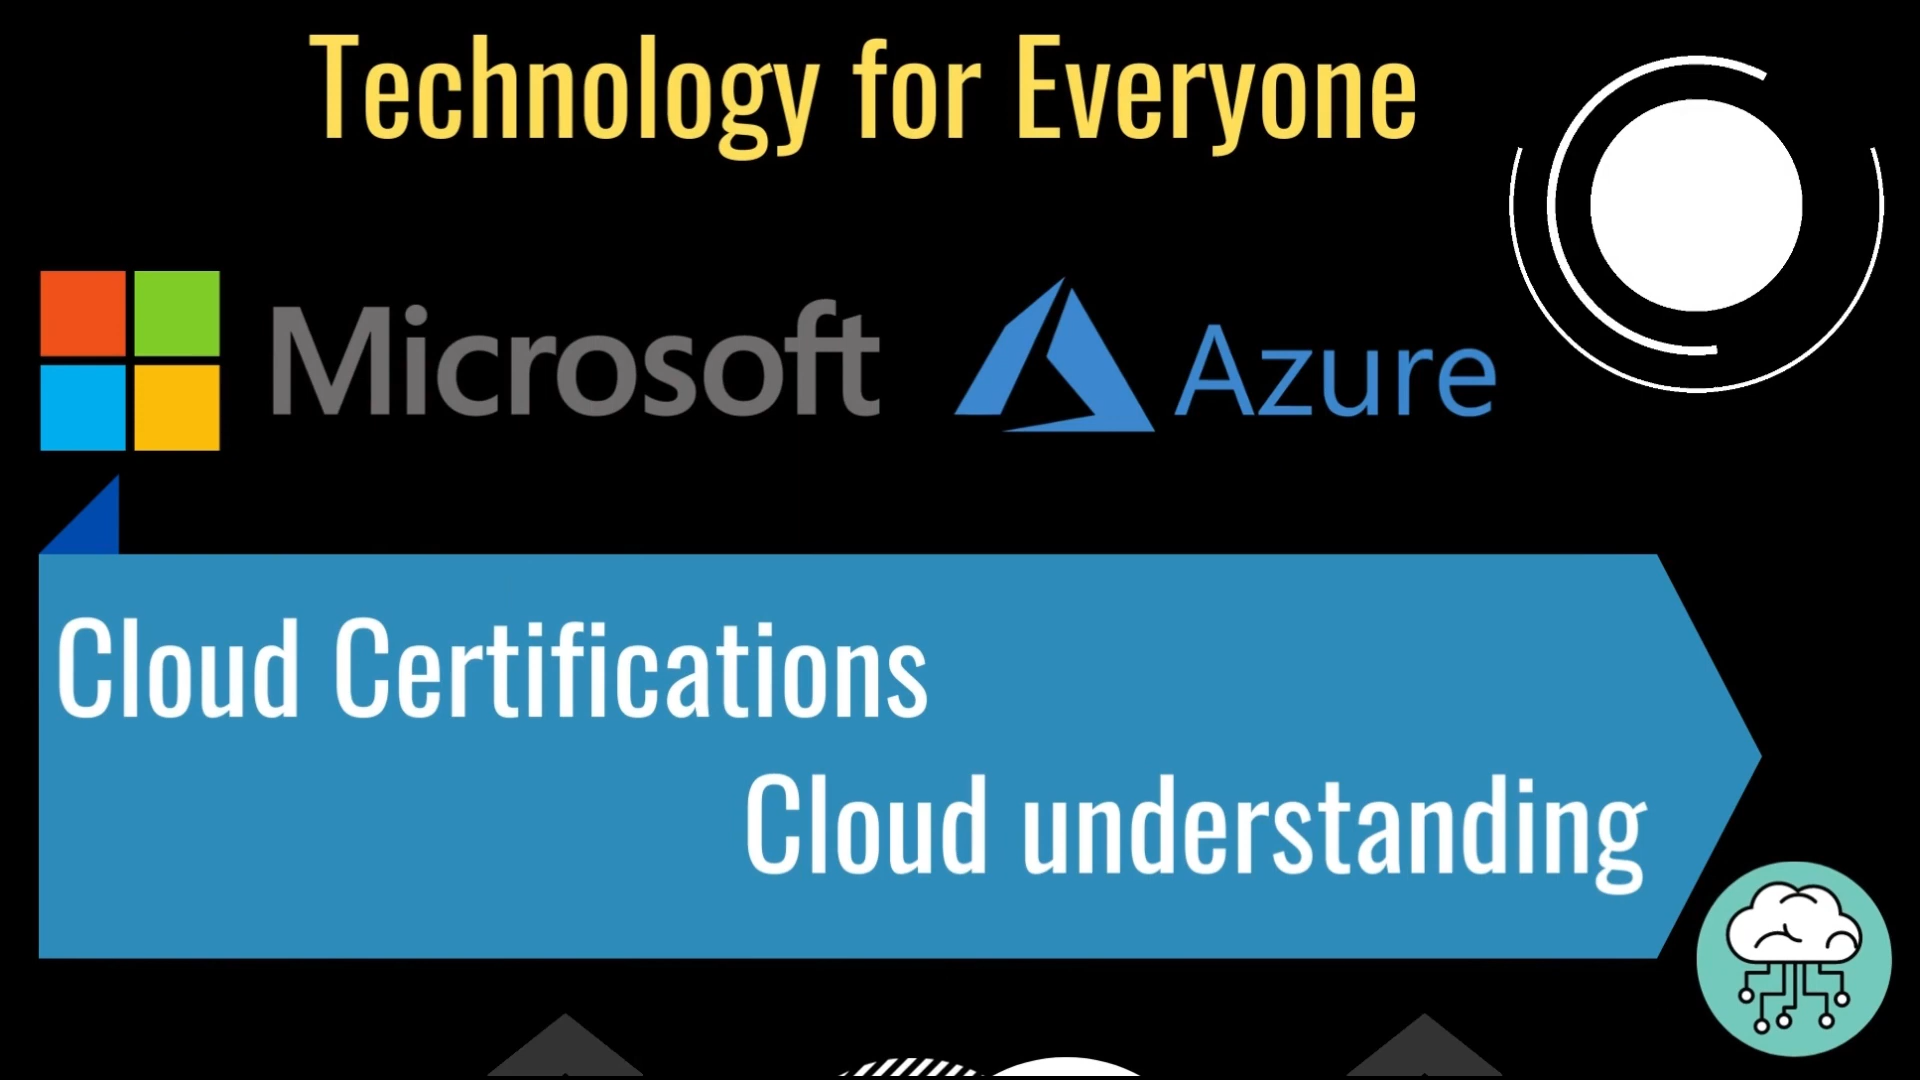 Technology for Everyone
Microsoft Azure
Cloud Certifications
Cloud understanding